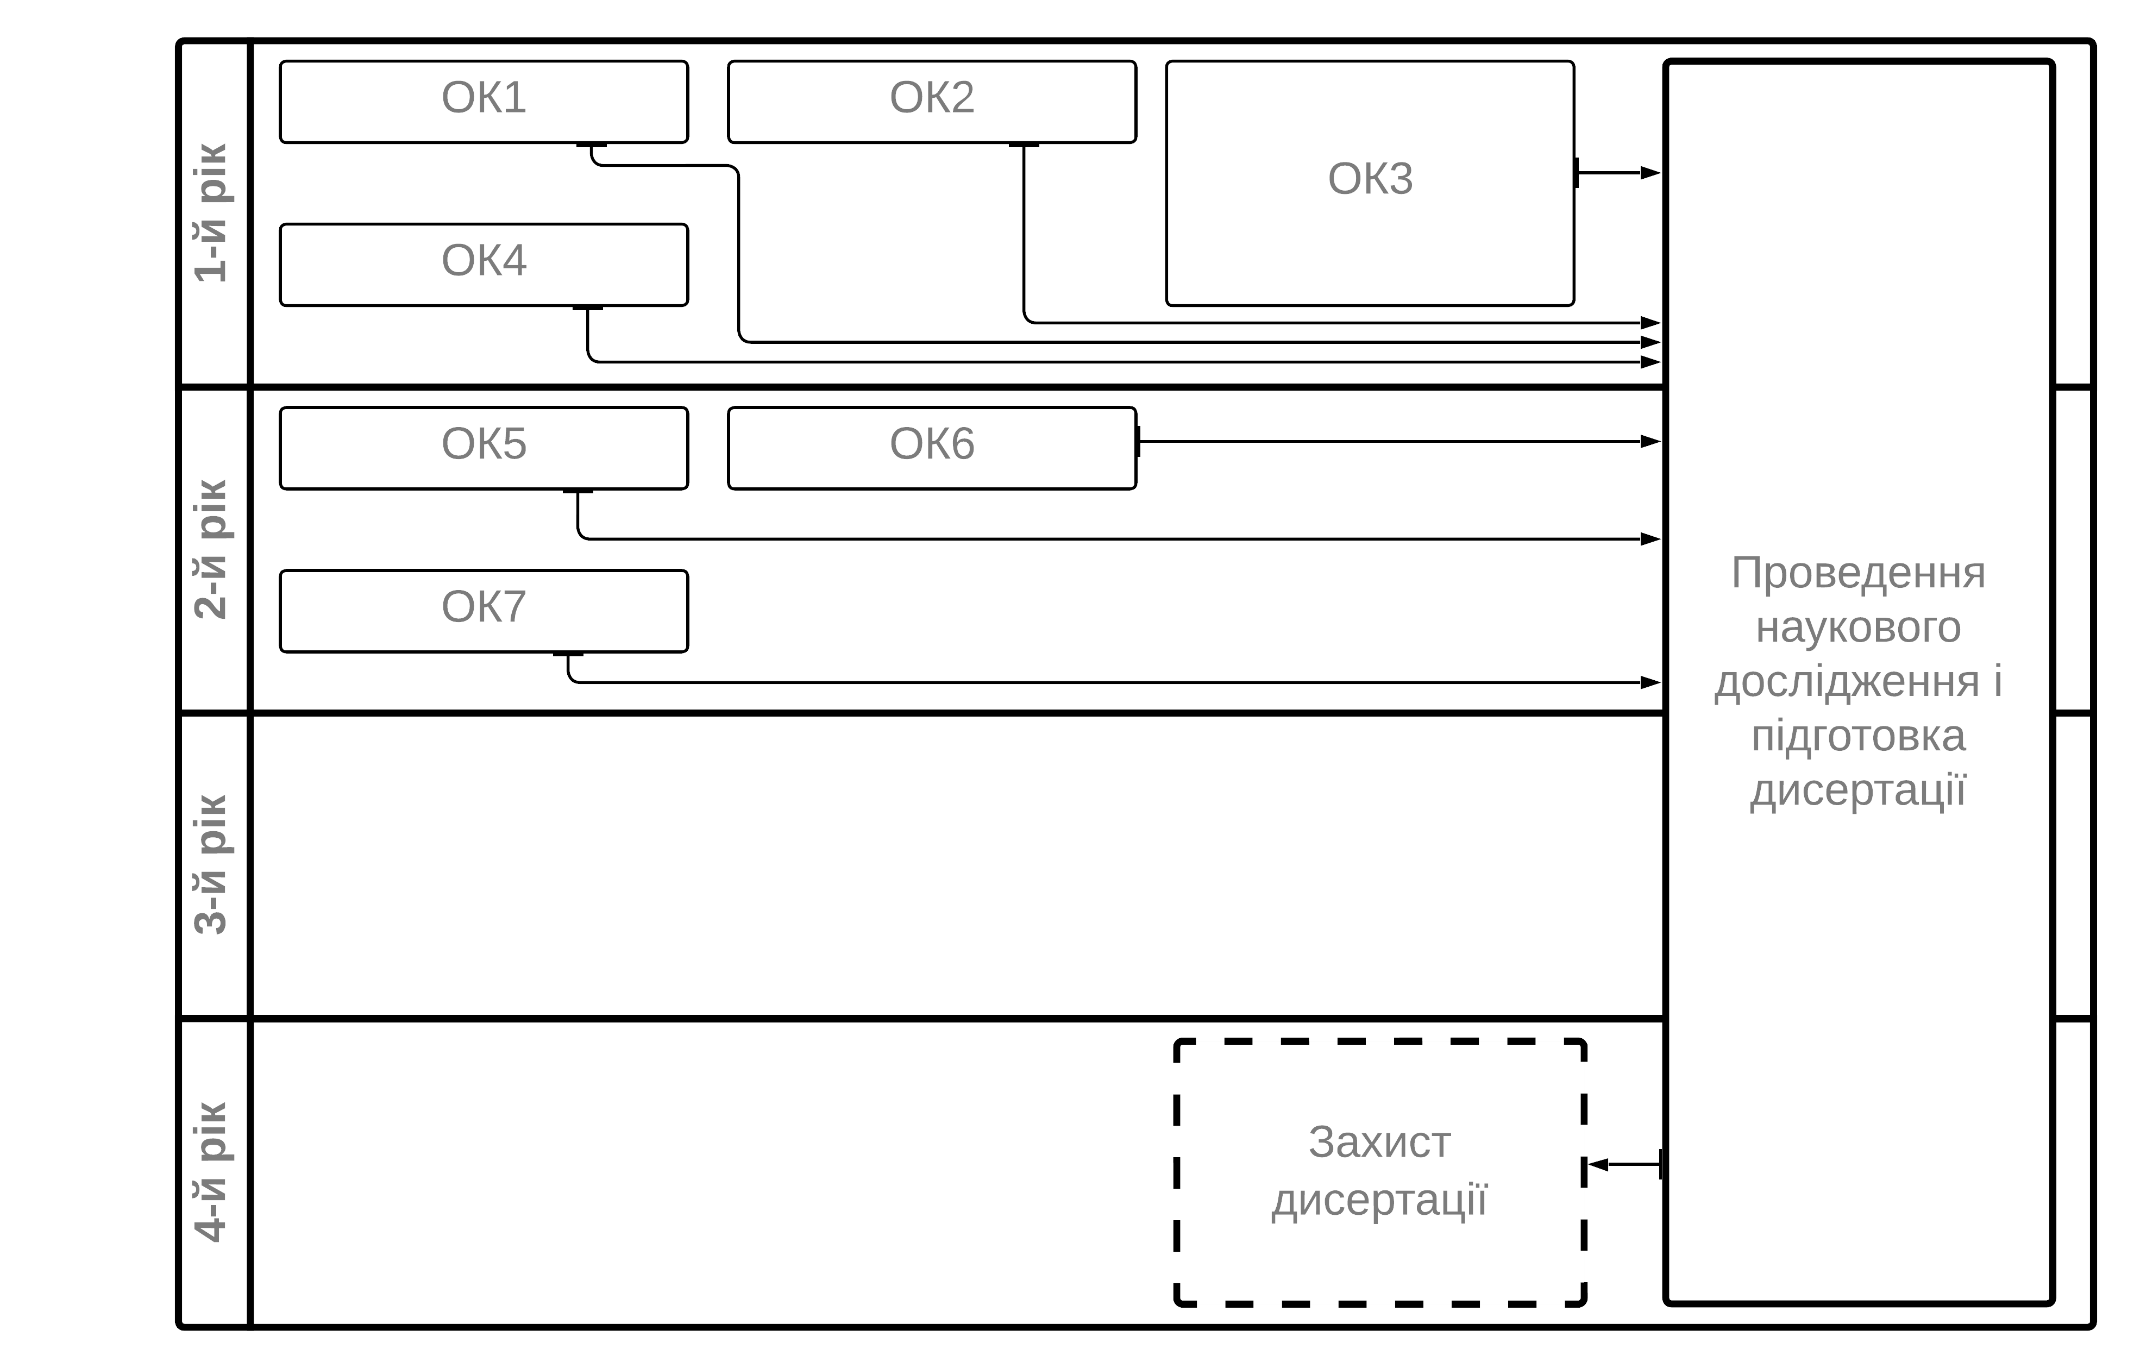 1-й рік
ОК1
ОК2
ОК3
ОК4
2-й рік
ОК5
ОК6
ОК7
Проведення
наукового
дослідження і
підготовка
дисертації
3-й рік
4-й рік
Захист
дисертації